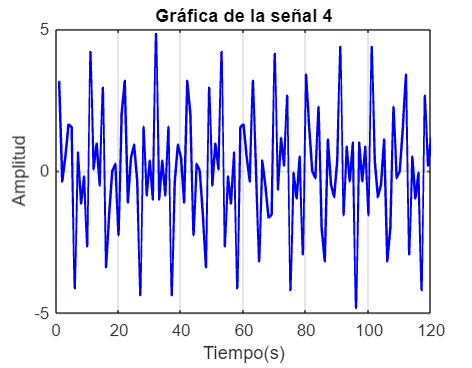 Gráfica de la señal 4
5
0
-5
Amplitud
0 20 40 60 80 100 120
Tiempo(s)